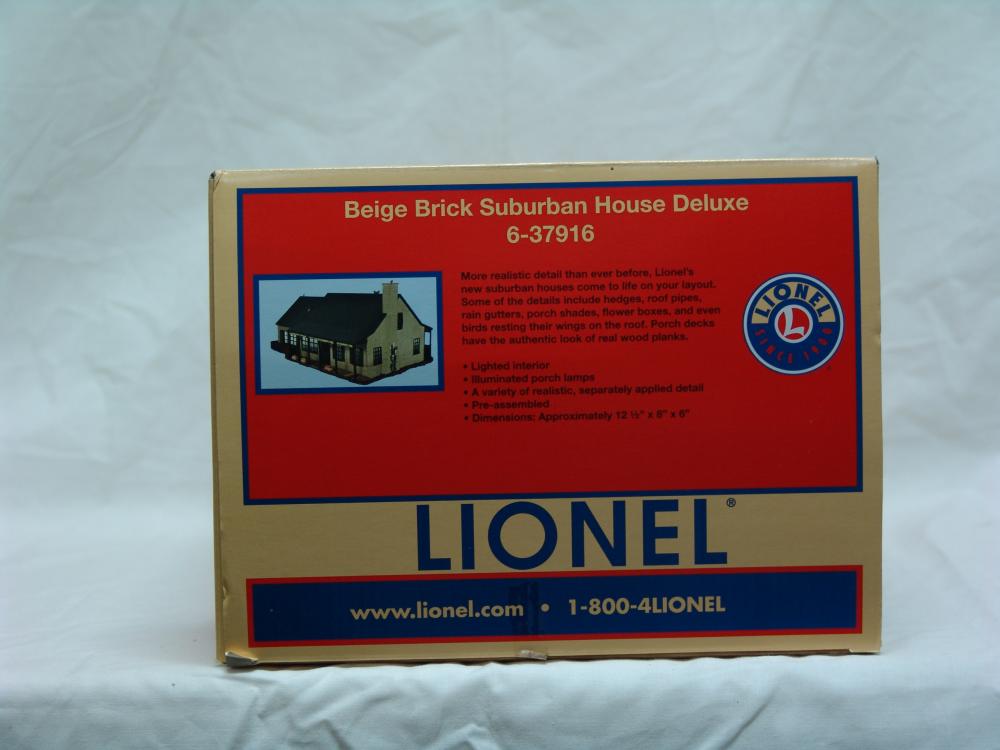 Beige Brick Suburban House Deluxe
6-37916
More realistic detail than ever before, Lionel's
new suburban houses come to life on your layout.
Some of the details include hedges, roof pipes,
rain gutters, porch shades, flower boxes, and even
birds resting their wings on the roof. Porch decks
have the authentic look of real wood planks.
• Lighted interior
• Illuminated porch lamps
• A variety of realistic, separately applied detail
• Pre-assembled
• Dimensions: Approximately 12 ½" x 8" x 6"
LIONEL
L
SINCE 1900
®
LIONEL®
www.lionel.com • 1-800-4LIONEL